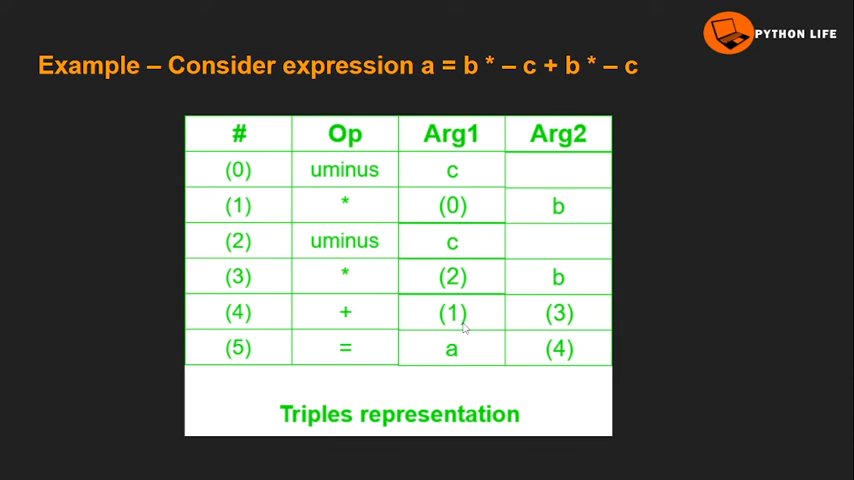 PYTHON LIFE
Example – Consider expression a = b * – c + b * – c
# Op Arg1 Arg2
(0) uminus c
(1) * (0) b
(2) uminus c
(3) * (2) b
(4) + (1) (3)
(5) = a (4)
Triples representation